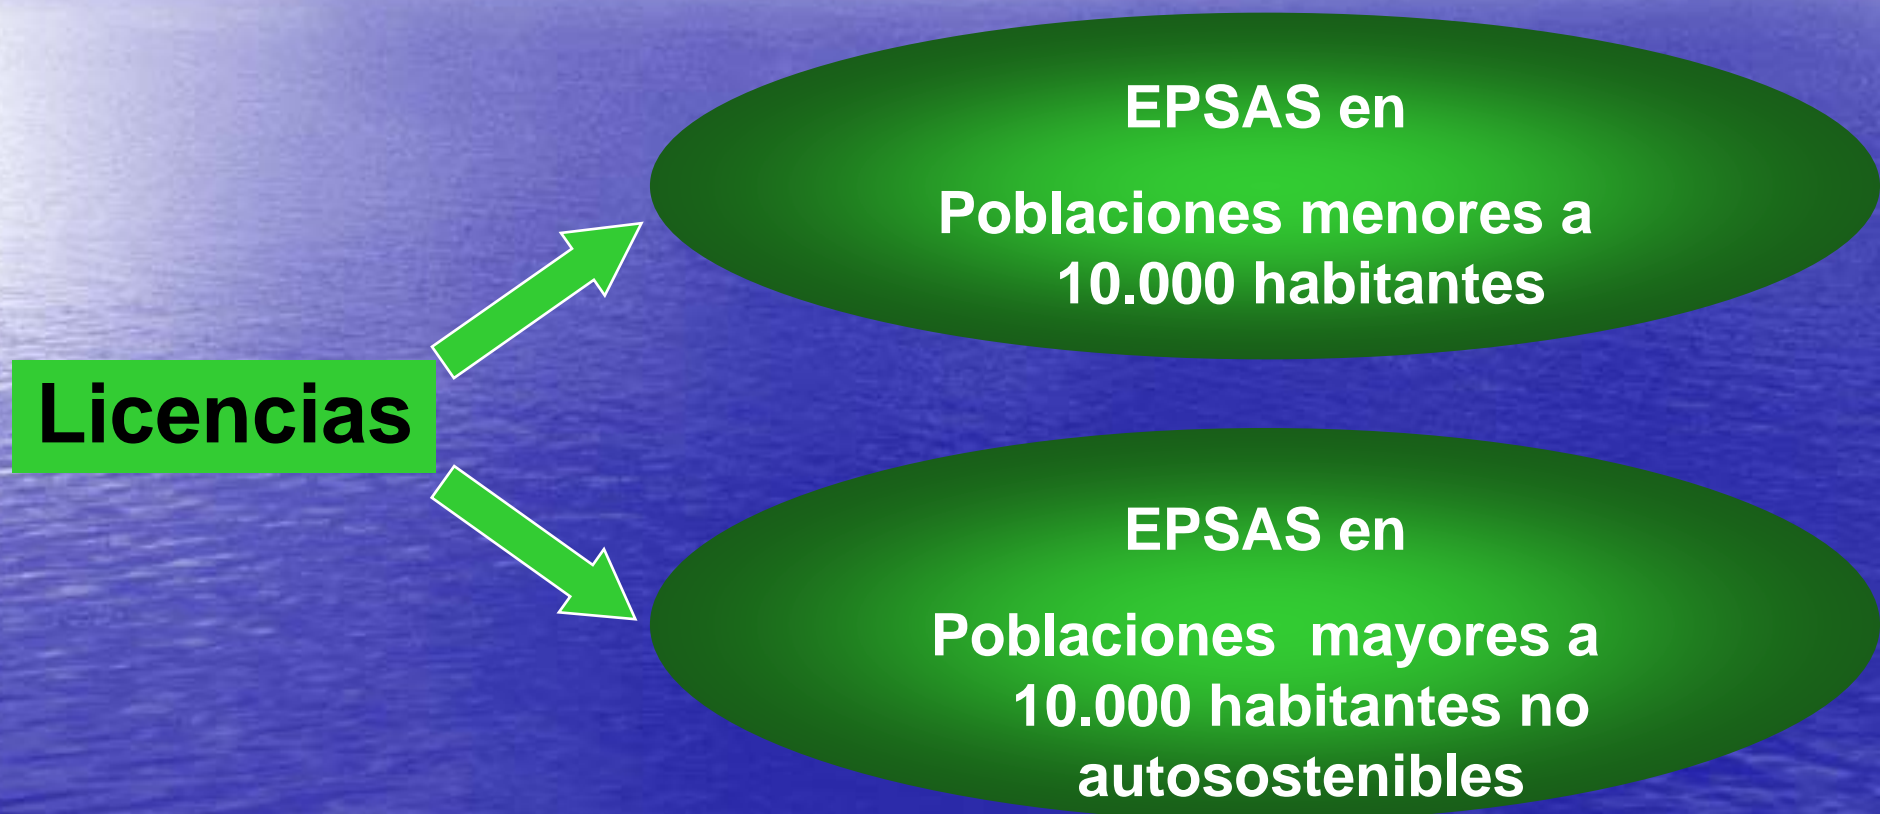 EPSAS en
Poblaciones menores a
10.000 habitantes
Licencias
EPSAS en
Poblaciones  mayores a
10.000 habitantes no
autosostenibles